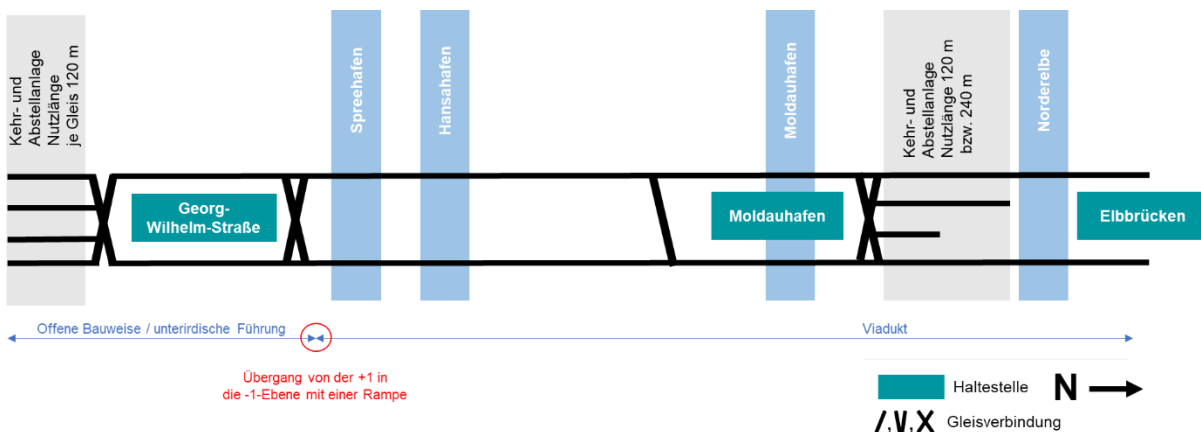 Kehr- und
Abstellanlage
Nutzlänge
je Gleis 120 m
Spreehafen
Hansahafen
Moldauhafen
Kehr- und
Abstellanlage
Nutzlänge 120 m
bzw. 240 m
Norderelbe
Georg-
Wilhelm-Straße
Moldauhafen
Elbbrücken
Offene Bauweise / unterirdische Führung
Viadukt
Übergang von der +1 in
die -1-Ebene mit einer Rampe
Haltestelle
N
/,V,X Gleisverbindung